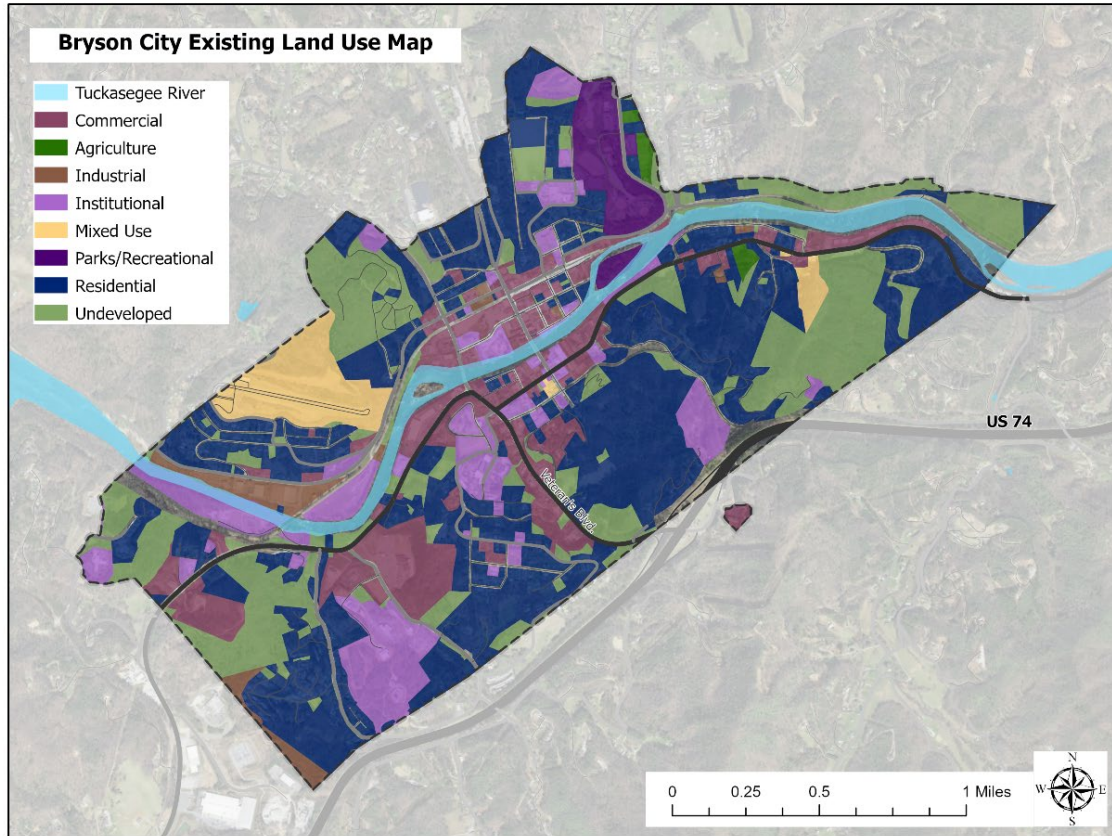 Bryson City Existing Land Use Map
Tuckasegee River
Commercial
Agriculture
Industrial
Institutional
Mixed Use
Parks/Recreational
Residential
Undeveloped
US 74
Veteran's Blvd.
0 0.25 0.5 1 Miles
N
W E
S